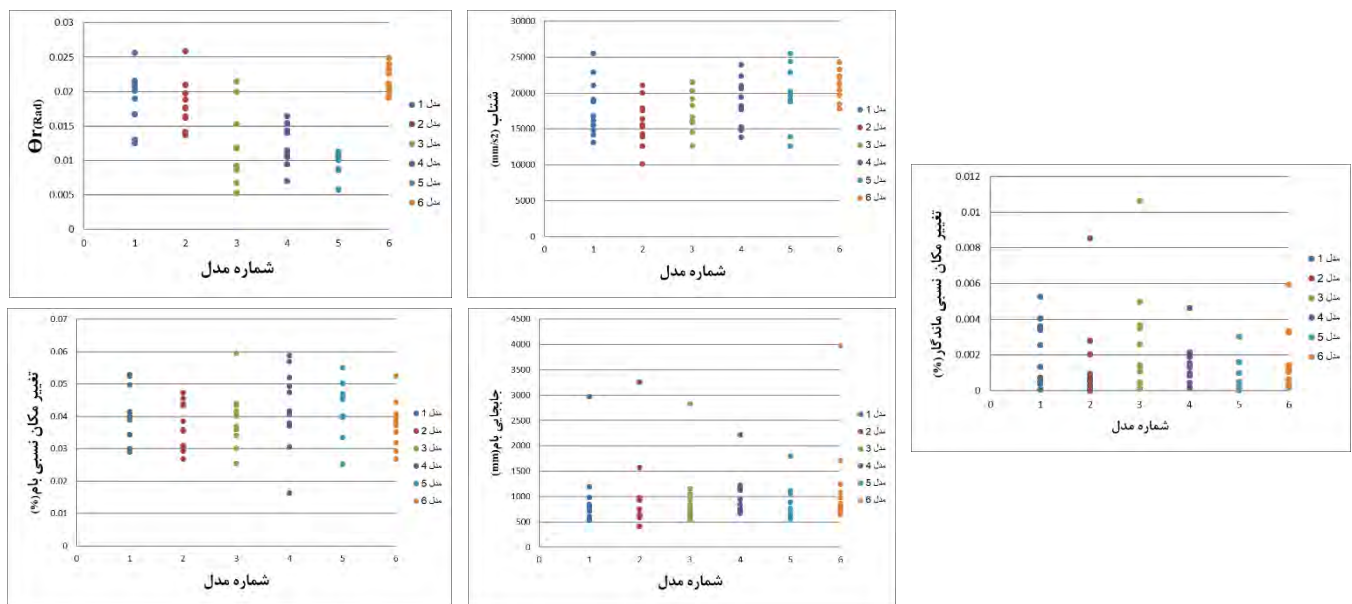 0.03
0.025
0.02
0.015
0.01
0.005
0
Ɵr(Rad)
0 1 2 3 4 5 6
شماره مدل
مدل 1
مدل 2
مدل 3
مدل 4
مدل 5
مدل 6
30000
25000
20000
15000
10000
5000
0
شتاب (mm/s2)
0 1 2 3 4 5 6
شماره مدل
مدل 1
مدل 2
مدل 3
مدل 4
مدل 5
مدل 6
0.012
0.01
0.008
0.006
0.004
0.002
0
تغییر مکان نسبی ماندگار(%)
0 1 2 3 4 5 6
شماره مدل
مدل 1
مدل 2
مدل 3
مدل 4
مدل 5
مدل 6
0.07
0.06
0.05
0.04
0.03
0.02
0.01
0
تغییر مکان نسبی بام(%)
0 1 2 3 4 5 6
شماره مدل
مدل 1
مدل 2
مدل 3
مدل 4
مدل 5
مدل 6
4500
4000
3500
3000
2500
2000
1500
1000
500
0
جابجایی بام(mm)
0 1 2 3 4 5 6
شماره مدل
مدل 1
مدل 2
مدل 3
مدل 4
مدل 5
مدل 6